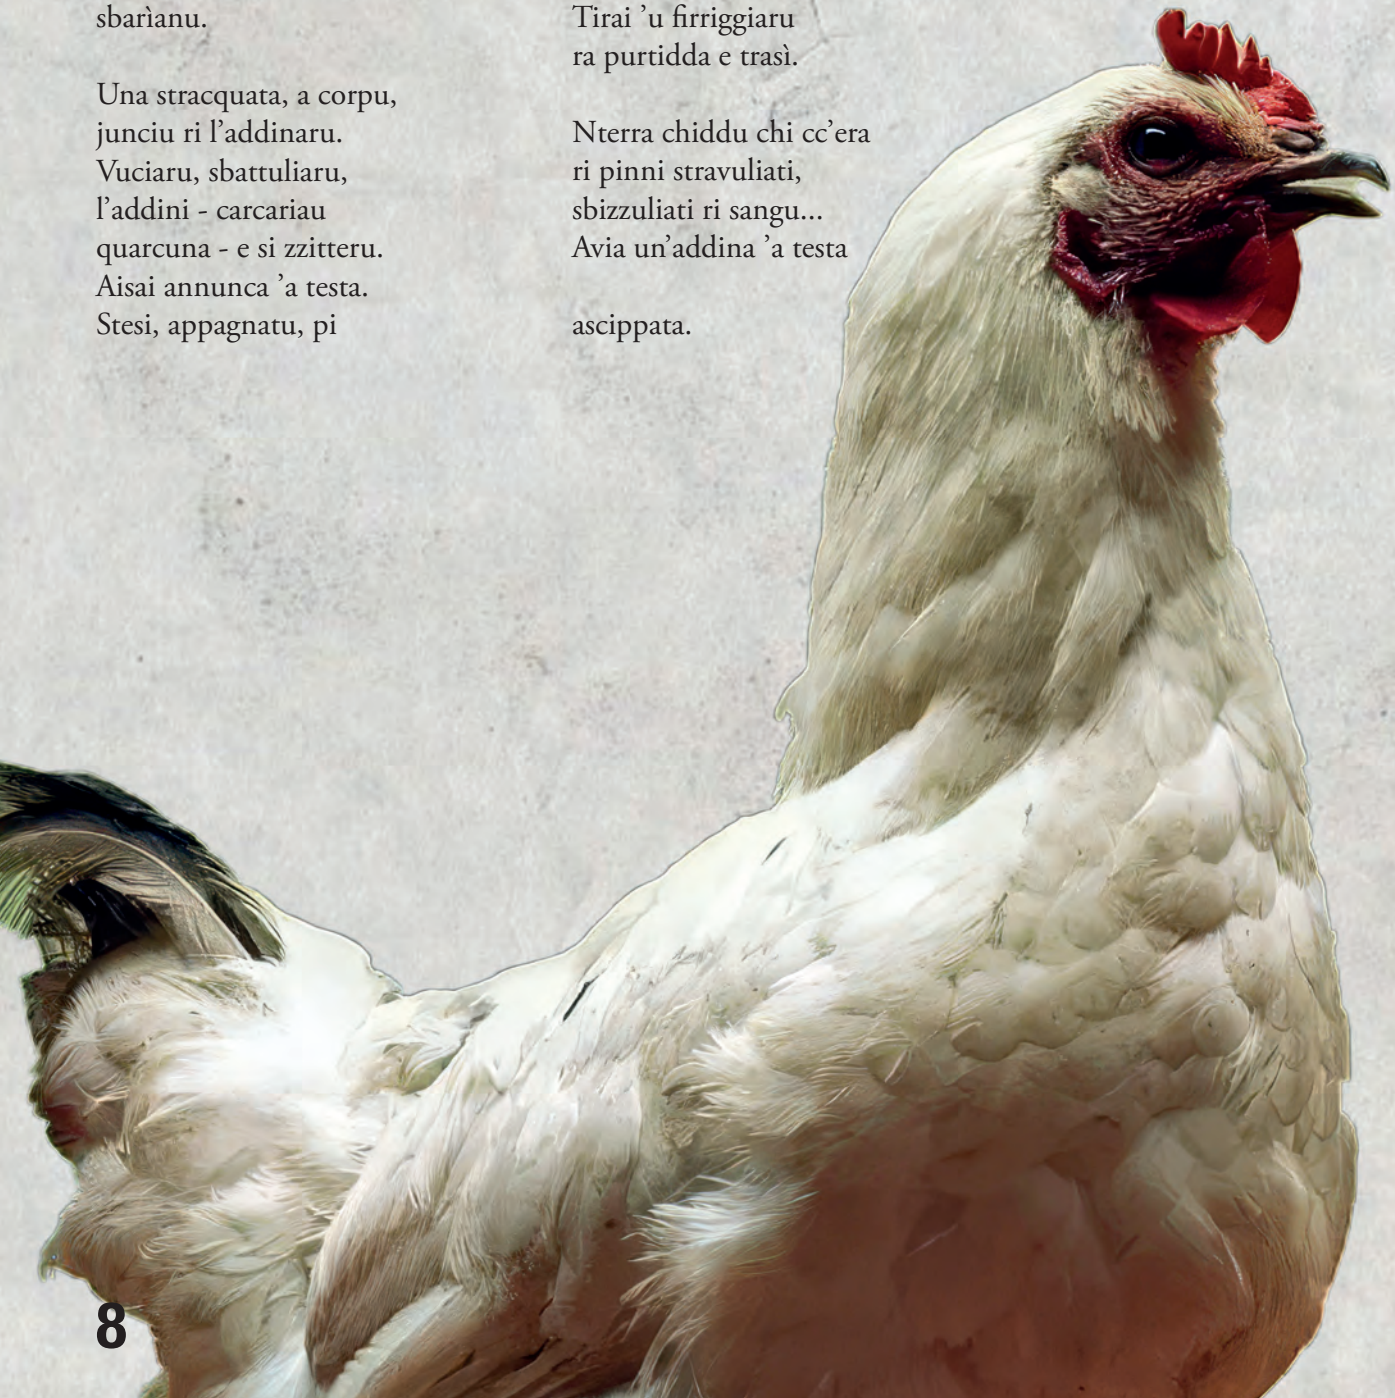 sbarìanu.
Una stracquata, a corpu,
junciu ri l’addinaru.
Vuciaru, sbattuliaru,
l’addini - carcariau
quarcuna - e si zzitteru.
Aisai annunca ’a testa.
Stesi, appagnatu, pi
Tirai ’u firriggiaru
ra purtidda e trasì.
Nterra chiddu chi cc’era
ri pinni stravuliati,
sbizzuliati ri sangu...
Avia un’addina ’a testa
ascippata.
8